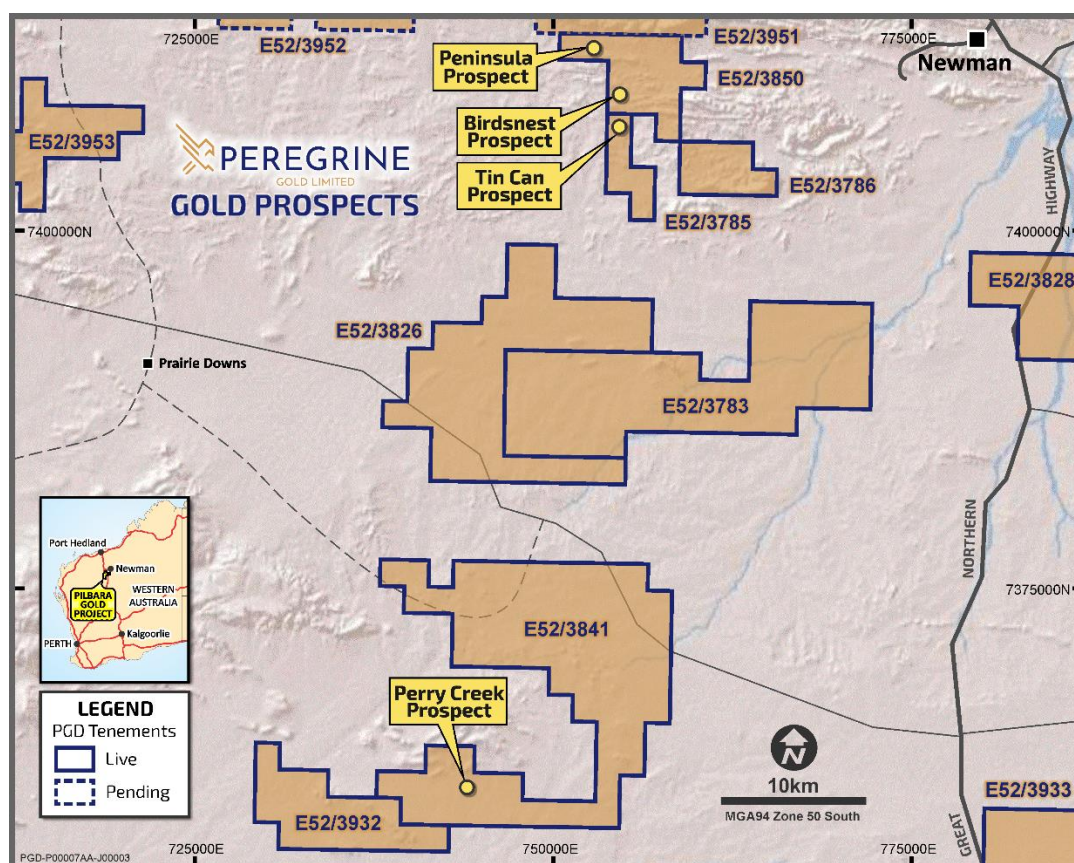 725000E
E52/3952
E52/3951
775000E
Newman
Peninsula
Prospect
E52/3850
Birdsnest
Prospect
E52/3953
PEREGRINE
GOLD LIMITED
GOLD PROSPECTS
Tin Can
Prospect
E52/3786
E52/3785
HIGHWAY
7400000N
7400000N
E52/3828
E52/3826
Prairie Downs
E52/3783
NORTHERN
7375000N
Port Hedland
Newman
PILBARA
GOLD
PROJECT
WESTERN
AUSTRALIA
Kalgoorlie
PERTH
E52/3841
Perry Creek
Prospect
LEGEND
PGD Tenements
Live
Pending
N
10km
MGA94 Zone 50 South
E52/3933
E52/3932
GREAT
725000E
750000E
775000E
PGD-P00007AA-J00003